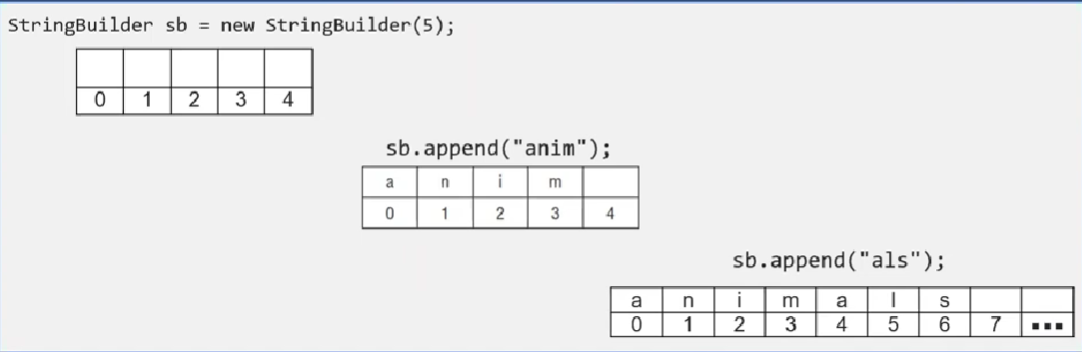 StringBuilder sb = new StringBuilder(5);
0 1 2 3 4
sb.append("anim");
a n i m
0 1 2 3 4
sb.append("als");
a n i m a l s
0 1 2 3 4 5 6 7 ...